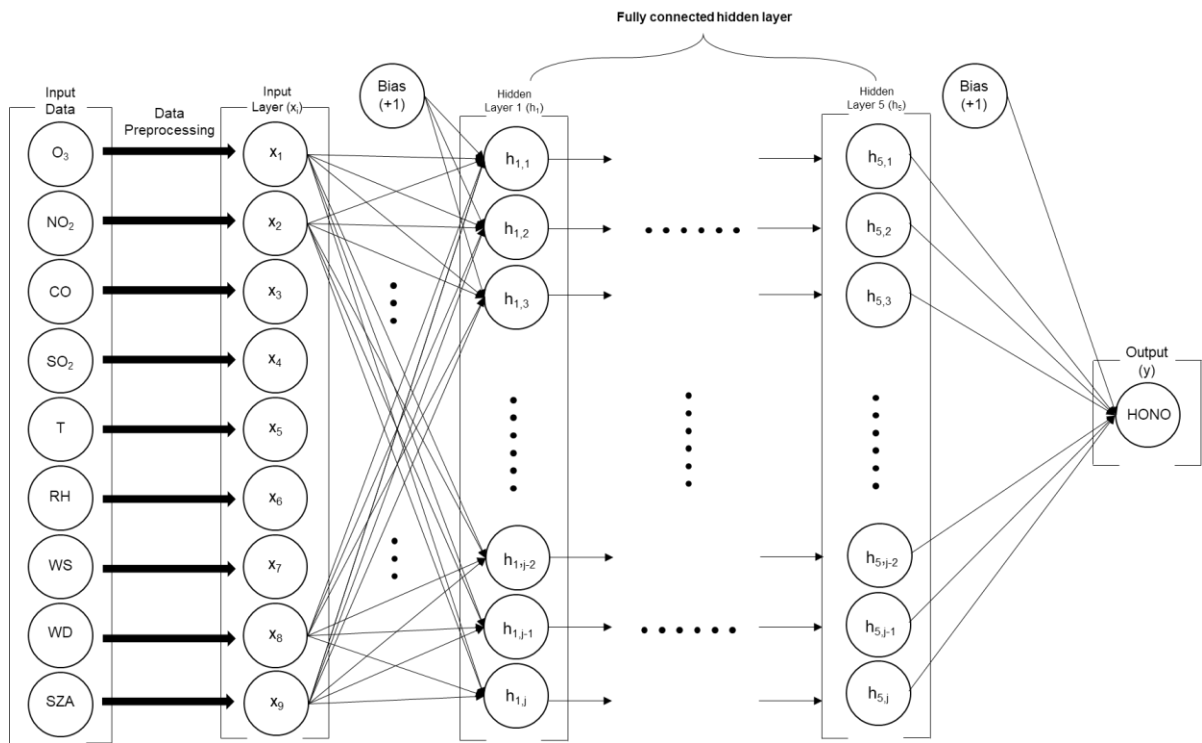 Fully connected hidden layer
Input
Data
Data
Preprocessing
Input
Layer (xᵢ)
Bias
(+1)
Hidden
Layer 1 (h₁)
Hidden
Layer 5 (h₅)
Bias
(+1)
O₃
x₁
h₁,₁
h₅,₁
NO₂
x₂
h₁,₂
h₅,₂
CO
x₃
h₁,₃
h₅,₃
SO₂
x₄
Output
(y)
T
x₅
HONO
RH
x₆
WS
x₇
h₁,j-2
h₅,j-2
WD
x₈
h₁,j-1
h₅,j-1
SZA
x₉
h₁,j
h₅,j